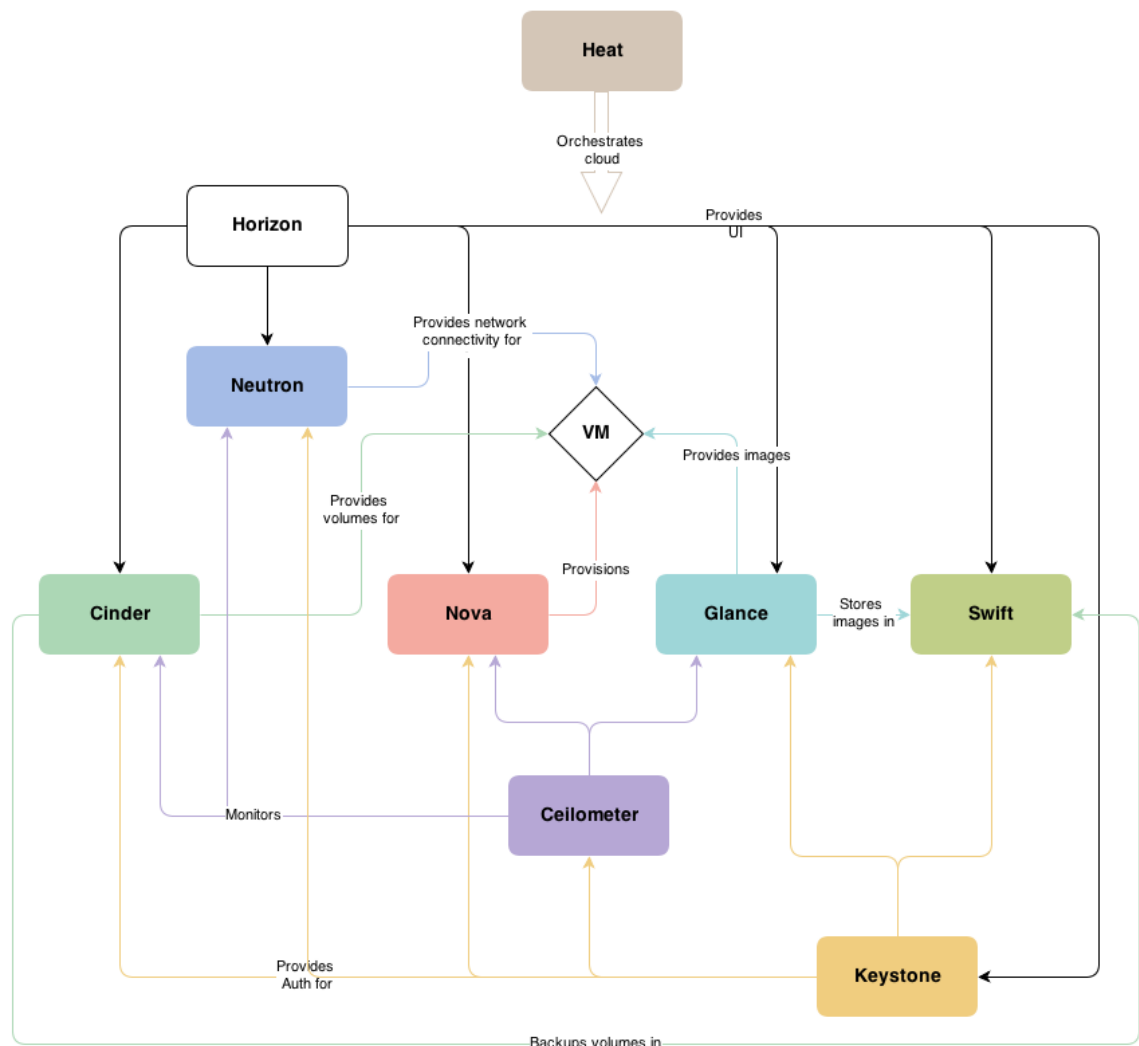 Heat
Orchestrates
cloud
Horizon
Provides
UI
Provides network
connectivity for
Neutron
VM
Provides images
Provides
volumes for
Provisions
Cinder
Nova
Glance
Stores
images in
Swift
Ceilometer
Monitors
Provides
Auth for
Keystone
Backups volumes in